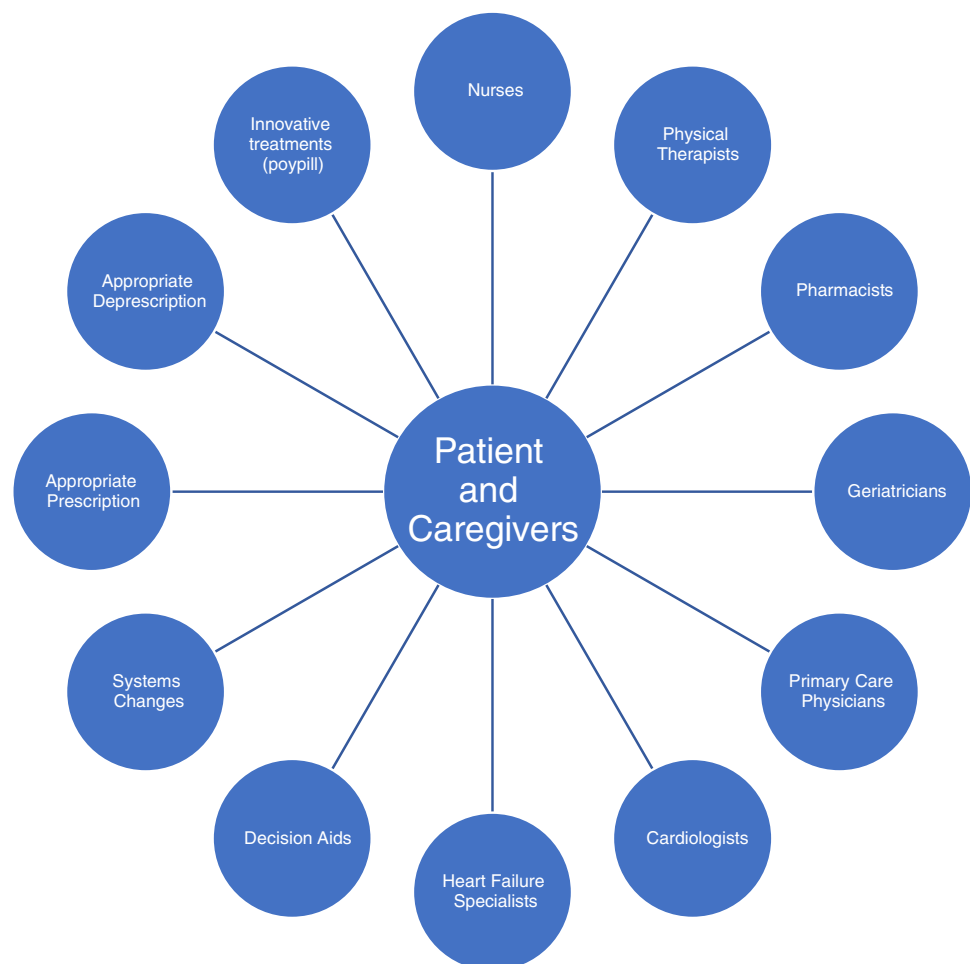 Nurses
Physical
Therapists
Pharmacists
Geriatricians
Primary Care
Physicians
Cardiologists
Heart Failure
Specialists
Decision Aids
Systems
Changes
Appropriate
Prescription
Appropriate
Deprescription
Innovative
treatments
(poypill)
Patient
and
Caregivers